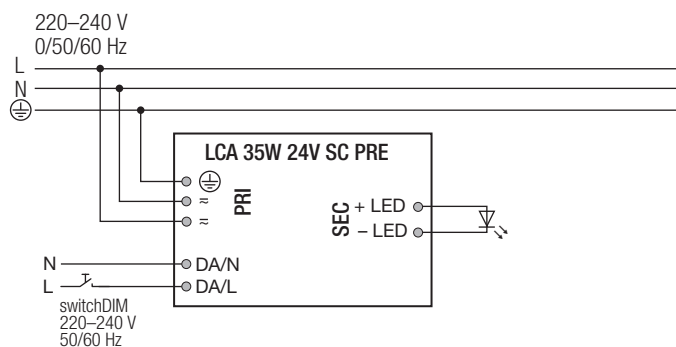 220–240 V
0/50/60 Hz
L
N
LCA 35W 24V SC PRE
PRI
≂
≂
SEC
+ LED
– LED
N
DA/N
L
DA/L
switchDIM
220–240 V
50/60 Hz